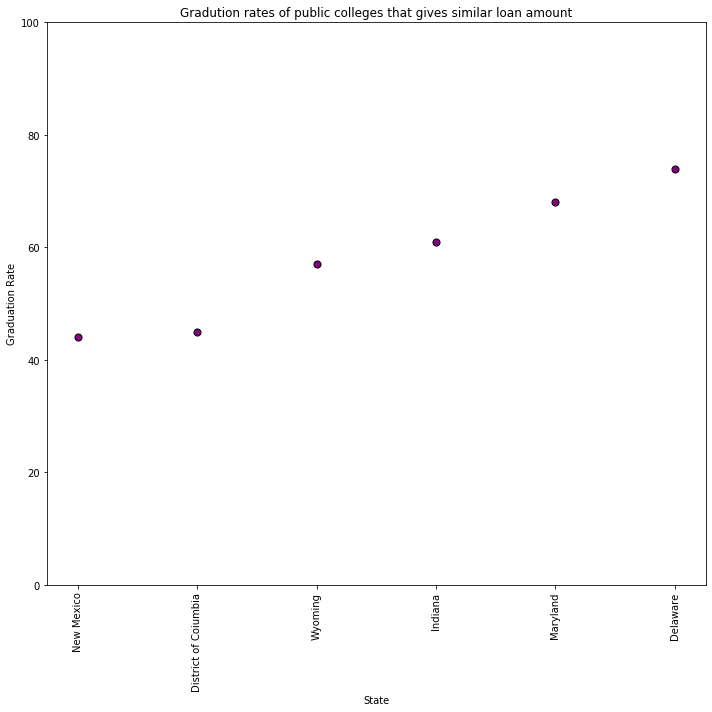 Gradution rates of public colleges that gives similar loan amount
100
80
60
40
20
0
Graduation Rate
New Mexico
District of Coiumbia
Wyoming
Indiana
Maryland
Delaware
State